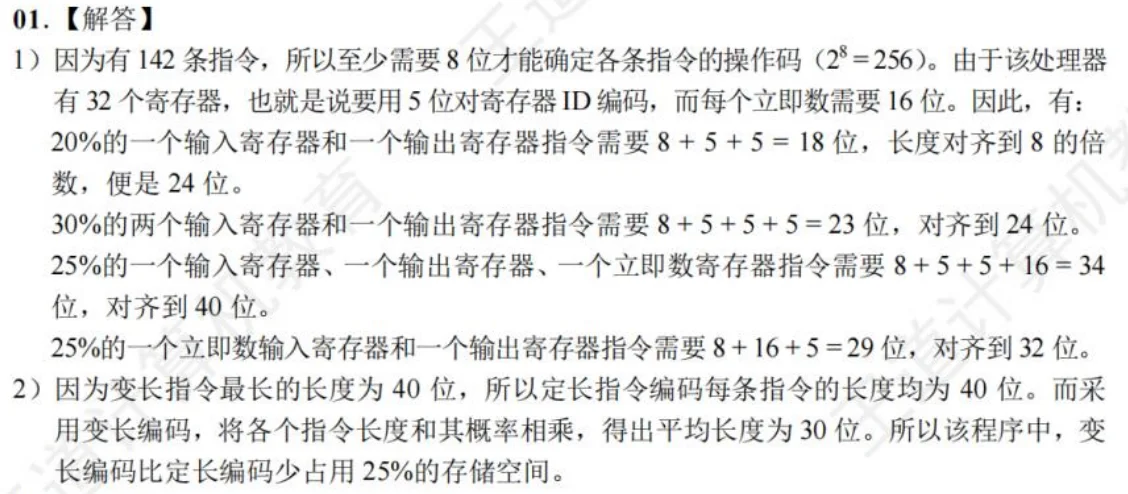 01.【解答】
1）因为有 142 条指令，所以至少需要 8 位才能确定各条指令的操作码（2⁸ = 256）。由于该处理器
有 32 个寄存器，也就是说要用 5 位对寄存器 ID 编码，而每个立即数需要 16 位。因此，有：
20%的一个输入寄存器和一个输出寄存器指令需要 8 + 5 + 5 = 18 位，长度对齐到 8 的倍
数，便是 24 位。
30%的两个输入寄存器和一个输出寄存器指令需要 8 + 5 + 5 + 5 = 23 位，对齐到 24 位。
25%的一个输入寄存器、一个输出寄存器、一个立即数寄存器指令需要 8 + 5 + 5 + 16 = 34
位，对齐到 40 位。
25%的一个立即数输入寄存器和一个输出寄存器指令需要 8 + 16 + 5 = 29 位，对齐到 32 位。
2）因为变长指令最长的长度为 40 位，所以定长指令编码每条指令的长度均为 40 位。而采
用变长编码，将各个指令长度和其概率相乘，得出平均长度为 30 位。所以该程序中，变
长编码比定长编码少占用 25%的存储空间。